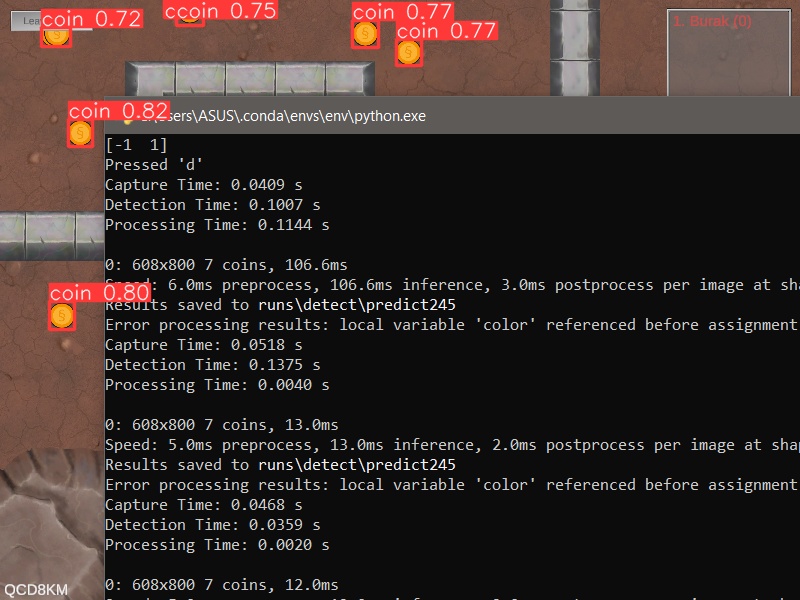 coin 0.72
coin 0.75
coin 0.77
coin 0.77
1. Burak (0)
coin 0.82
\Users\ASUS\.conda\envs\env\python.exe
[-1  1]
Pressed 'd'
Capture Time: 0.0409 s
Detection Time: 0.1007 s
Processing Time: 0.1144 s
0: 608x800 7 coins, 106.6ms
coin 0.80
Speed: 6.0ms preprocess, 106.6ms inference, 3.0ms postprocess per image at sha
Results saved to runs\detect\predict245
Error processing results: local variable 'color' referenced before assignment
Capture Time: 0.0518 s
Detection Time: 0.1375 s
Processing Time: 0.0040 s
0: 608x800 7 coins, 13.0ms
Speed: 5.0ms preprocess, 13.0ms inference, 2.0ms postprocess per image at sha
Results saved to runs\detect\predict245
Error processing results: local variable 'color' referenced before assignment
Capture Time: 0.0468 s
Detection Time: 0.0359 s
Processing Time: 0.0020 s
0: 608x800 7 coins, 12.0ms
QCD8KM